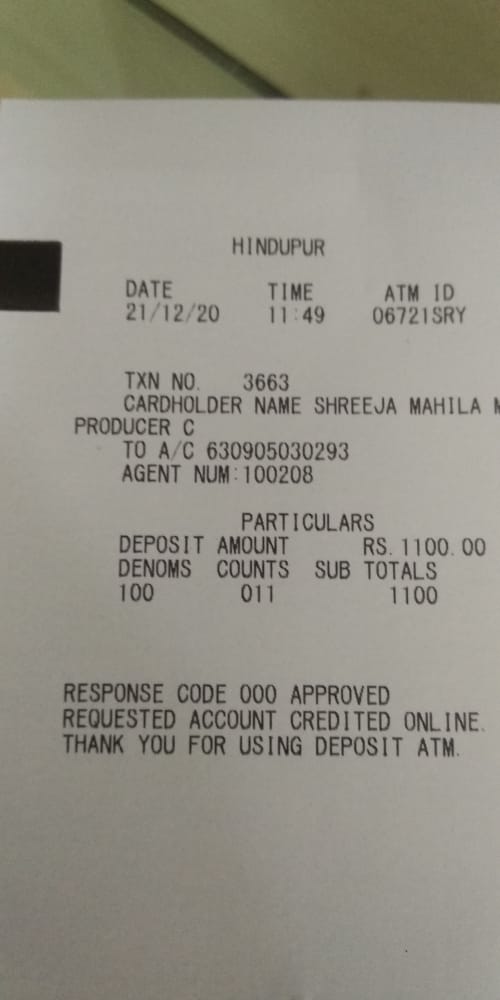 HINDUPUR
DATE TIME ATM ID
21/12/20 11:49 06721SRY
TXN NO. 3663
CARDHOLDER NAME SHREEJA MAHILA
PRODUCER C
TO A/C 630905030293
AGENT NUM:100208
PARTICULARS
DEPOSIT AMOUNT RS.1100.00
DENOMS COUNTS SUB TOTALS
100 011 1100
RESPONSE CODE 000 APPROVED
REQUESTED ACCOUNT CREDITED ONLINE.
THANK YOU FOR USING DEPOSIT ATM.